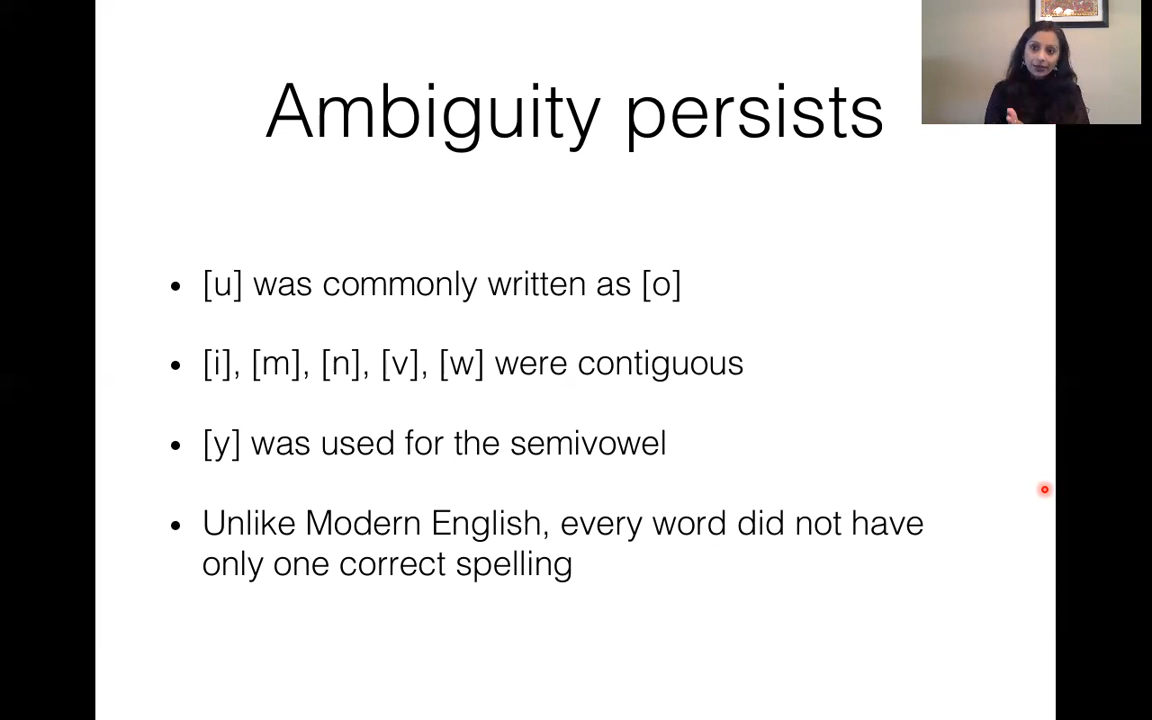 Ambiguity persists
• [u] was commonly written as [o]
• [i], [m], [n], [v], [w] were contiguous
• [y] was used for the semivowel
• Unlike Modern English, every word did not have
only one correct spelling